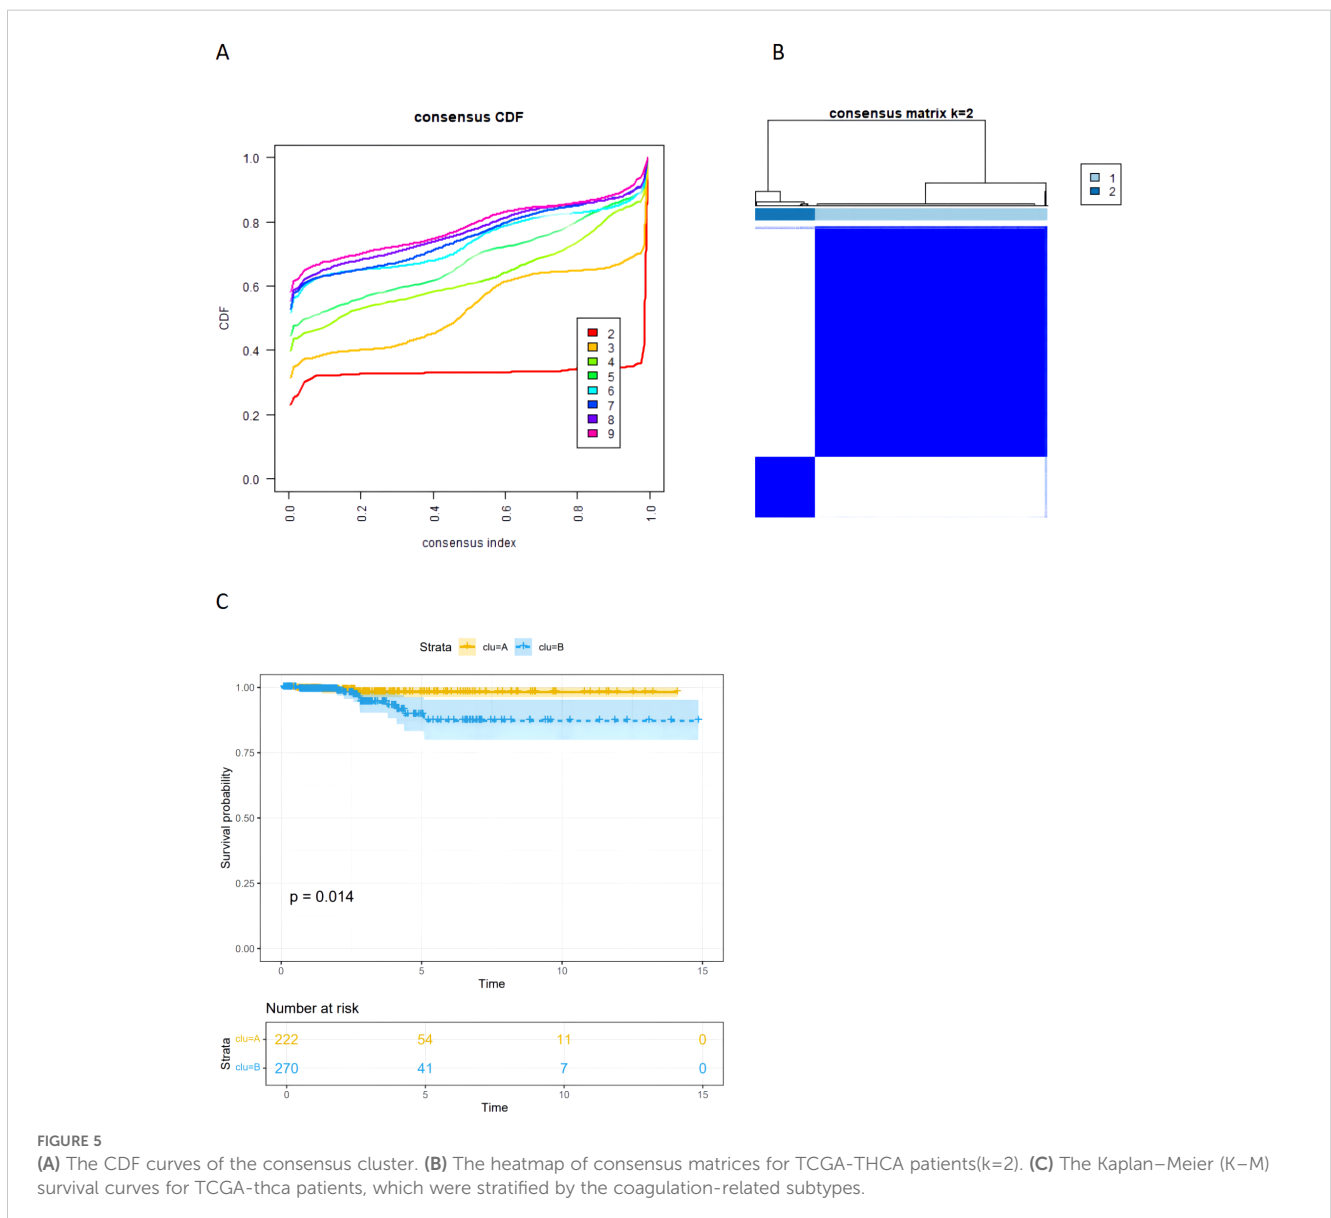 A
B
consensus CDF
CDF
1.0
0.8
0.6
0.4
0.2
0.0
2
3
4
5
6
7
8
9
0.0 0.2 0.4 0.6 0.8 1.0
consensus index
consensus matrix k=2
1
2
C
Strata clu=A clu=B
Survival probability
1.00
0.75
0.50
0.25
0.00
p = 0.014
0 5 10 15
Time
Number at risk
Strata
clu=A 222 54 11 0
clu=B 270 41 7 0
0 5 10 15
Time
FIGURE 5
(A) The CDF curves of the consensus cluster. (B) The heatmap of consensus matrices for TCGA-THCA patients(k=2). (C) The Kaplan–Meier (K–M)
survival curves for TCGA-thca patients, which were stratified by the coagulation-related subtypes.